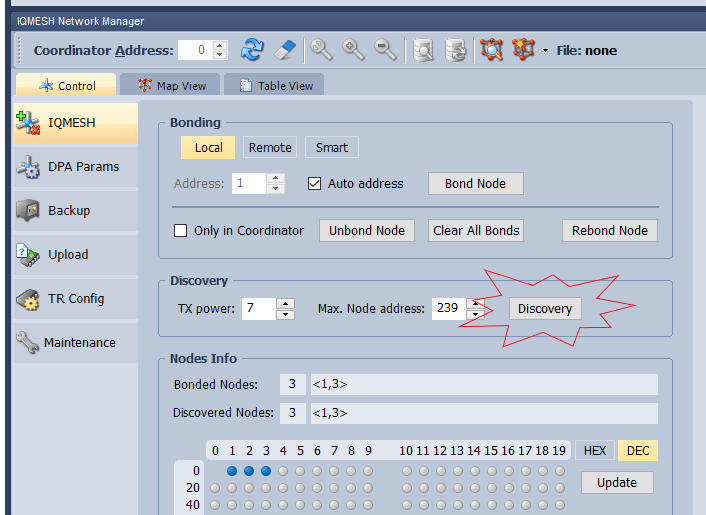 IQMESH Network Manager
Coordinator Address: 0 File: none
Control Map View Table View
IQMESH
DPA Params
Backup
Upload
TR Config
Maintenance
Bonding
Local Remote Smart
Address: 1 Auto address Bond Node
Only in Coordinator Unbond Node Clear All Bonds Rebond Node
Discovery
TX power: 7 Max. Node address: 239 Discovery
Nodes Info
Bonded Nodes: 3 <1,3>
Discovered Nodes: 3 <1,3>
0 1 2 3 4 5 6 7 8 9 10 11 12 13 14 15 16 17 18 19 HEX DEC
0
20 Update
40